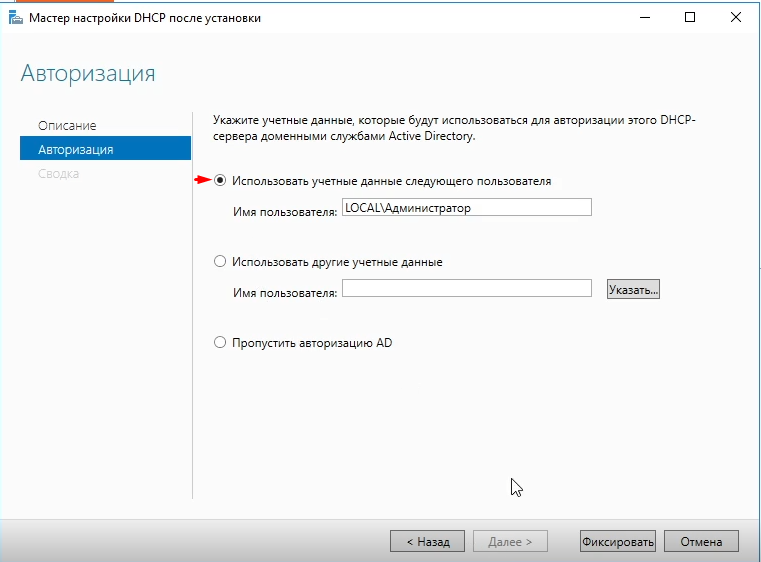 Мастер настройки DHCP после установки
Авторизация
Описание
Авторизация
Сводка
Укажите учетные данные, которые будут использоваться для авторизации этого DHCP-
сервера доменными службами Active Directory.
Использовать учетные данные следующего пользователя
Имя пользователя: LOCAL\Администратор
Использовать другие учетные данные
Имя пользователя: Указать...
Пропустить авторизацию AD
< Назад Далее > Фиксировать Отмена